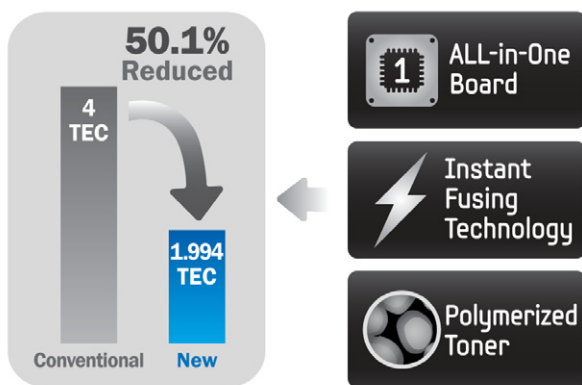 50.1%
Reduced
4
TEC
1.994
TEC
Conventional
New
1
ALL-in-One
Board
Instant
Fusing
Technology
Polymerized
Toner